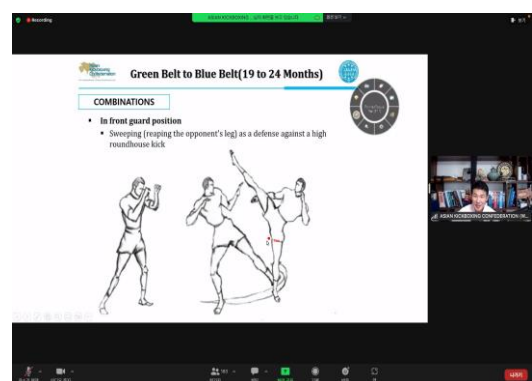 Recording
Asian
Kickboxing
Confederation
Green Belt to Blue Belt(19 to 24 Months)
COMBINATIONS
▪ In front guard position
▪ Sweeping (reaping the opponent's leg) as a defense against a high
roundhouse kick
ASIAN KICKBOXING CONFEDERATION (W...